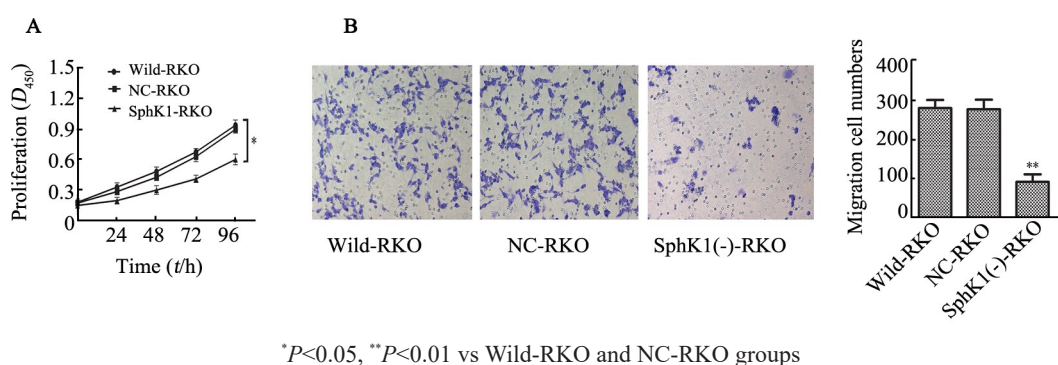 A
B
Proliferation (D450)
1.5
1.2
0.9
0.6
0.3
0
Wild-RKO
NC-RKO
SphK1-RKO
*
24 48 72 96
Time (t/h)
Wild-RKO
NC-RKO
SphK1(-)-RKO
Migration cell numbers
400
300
200
100
0
**
Wild-RKO
NC-RKO
SphK1(-)-RKO
*P<0.05, **P<0.01 vs Wild-RKO and NC-RKO groups